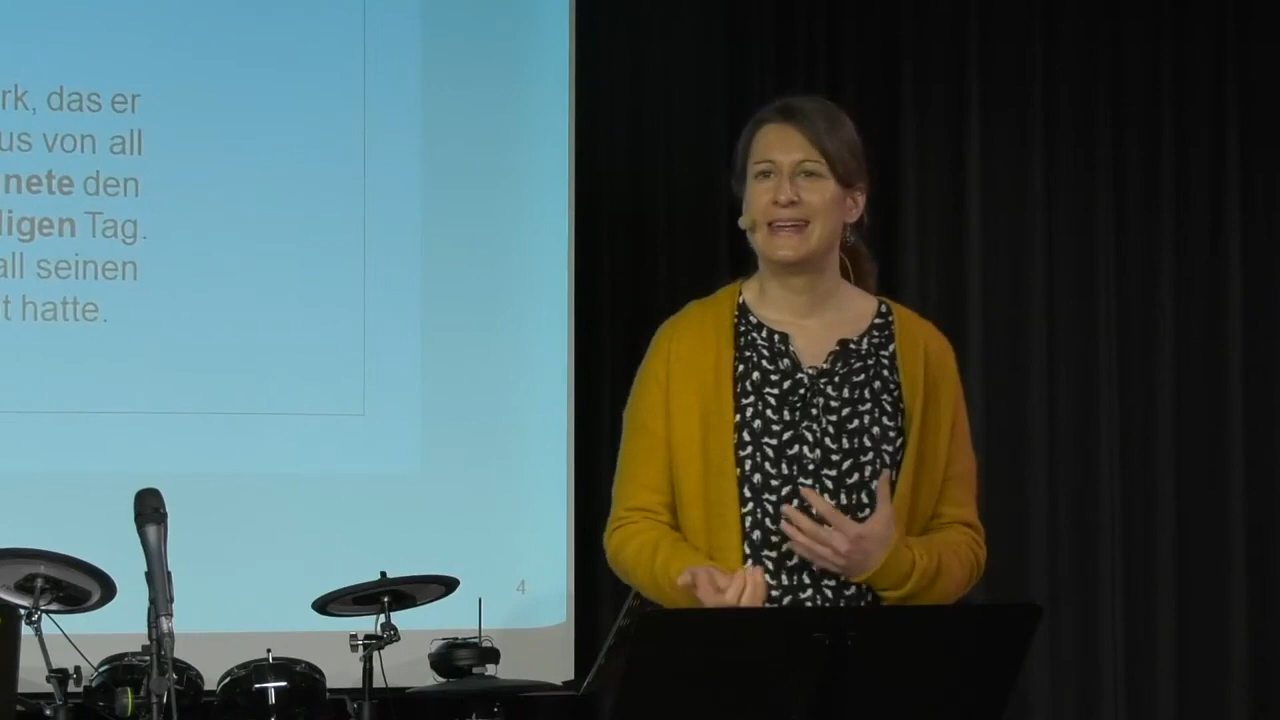 rk, das er
us von all
nete den
ligen Tag.
all seinen
t hatte.
4